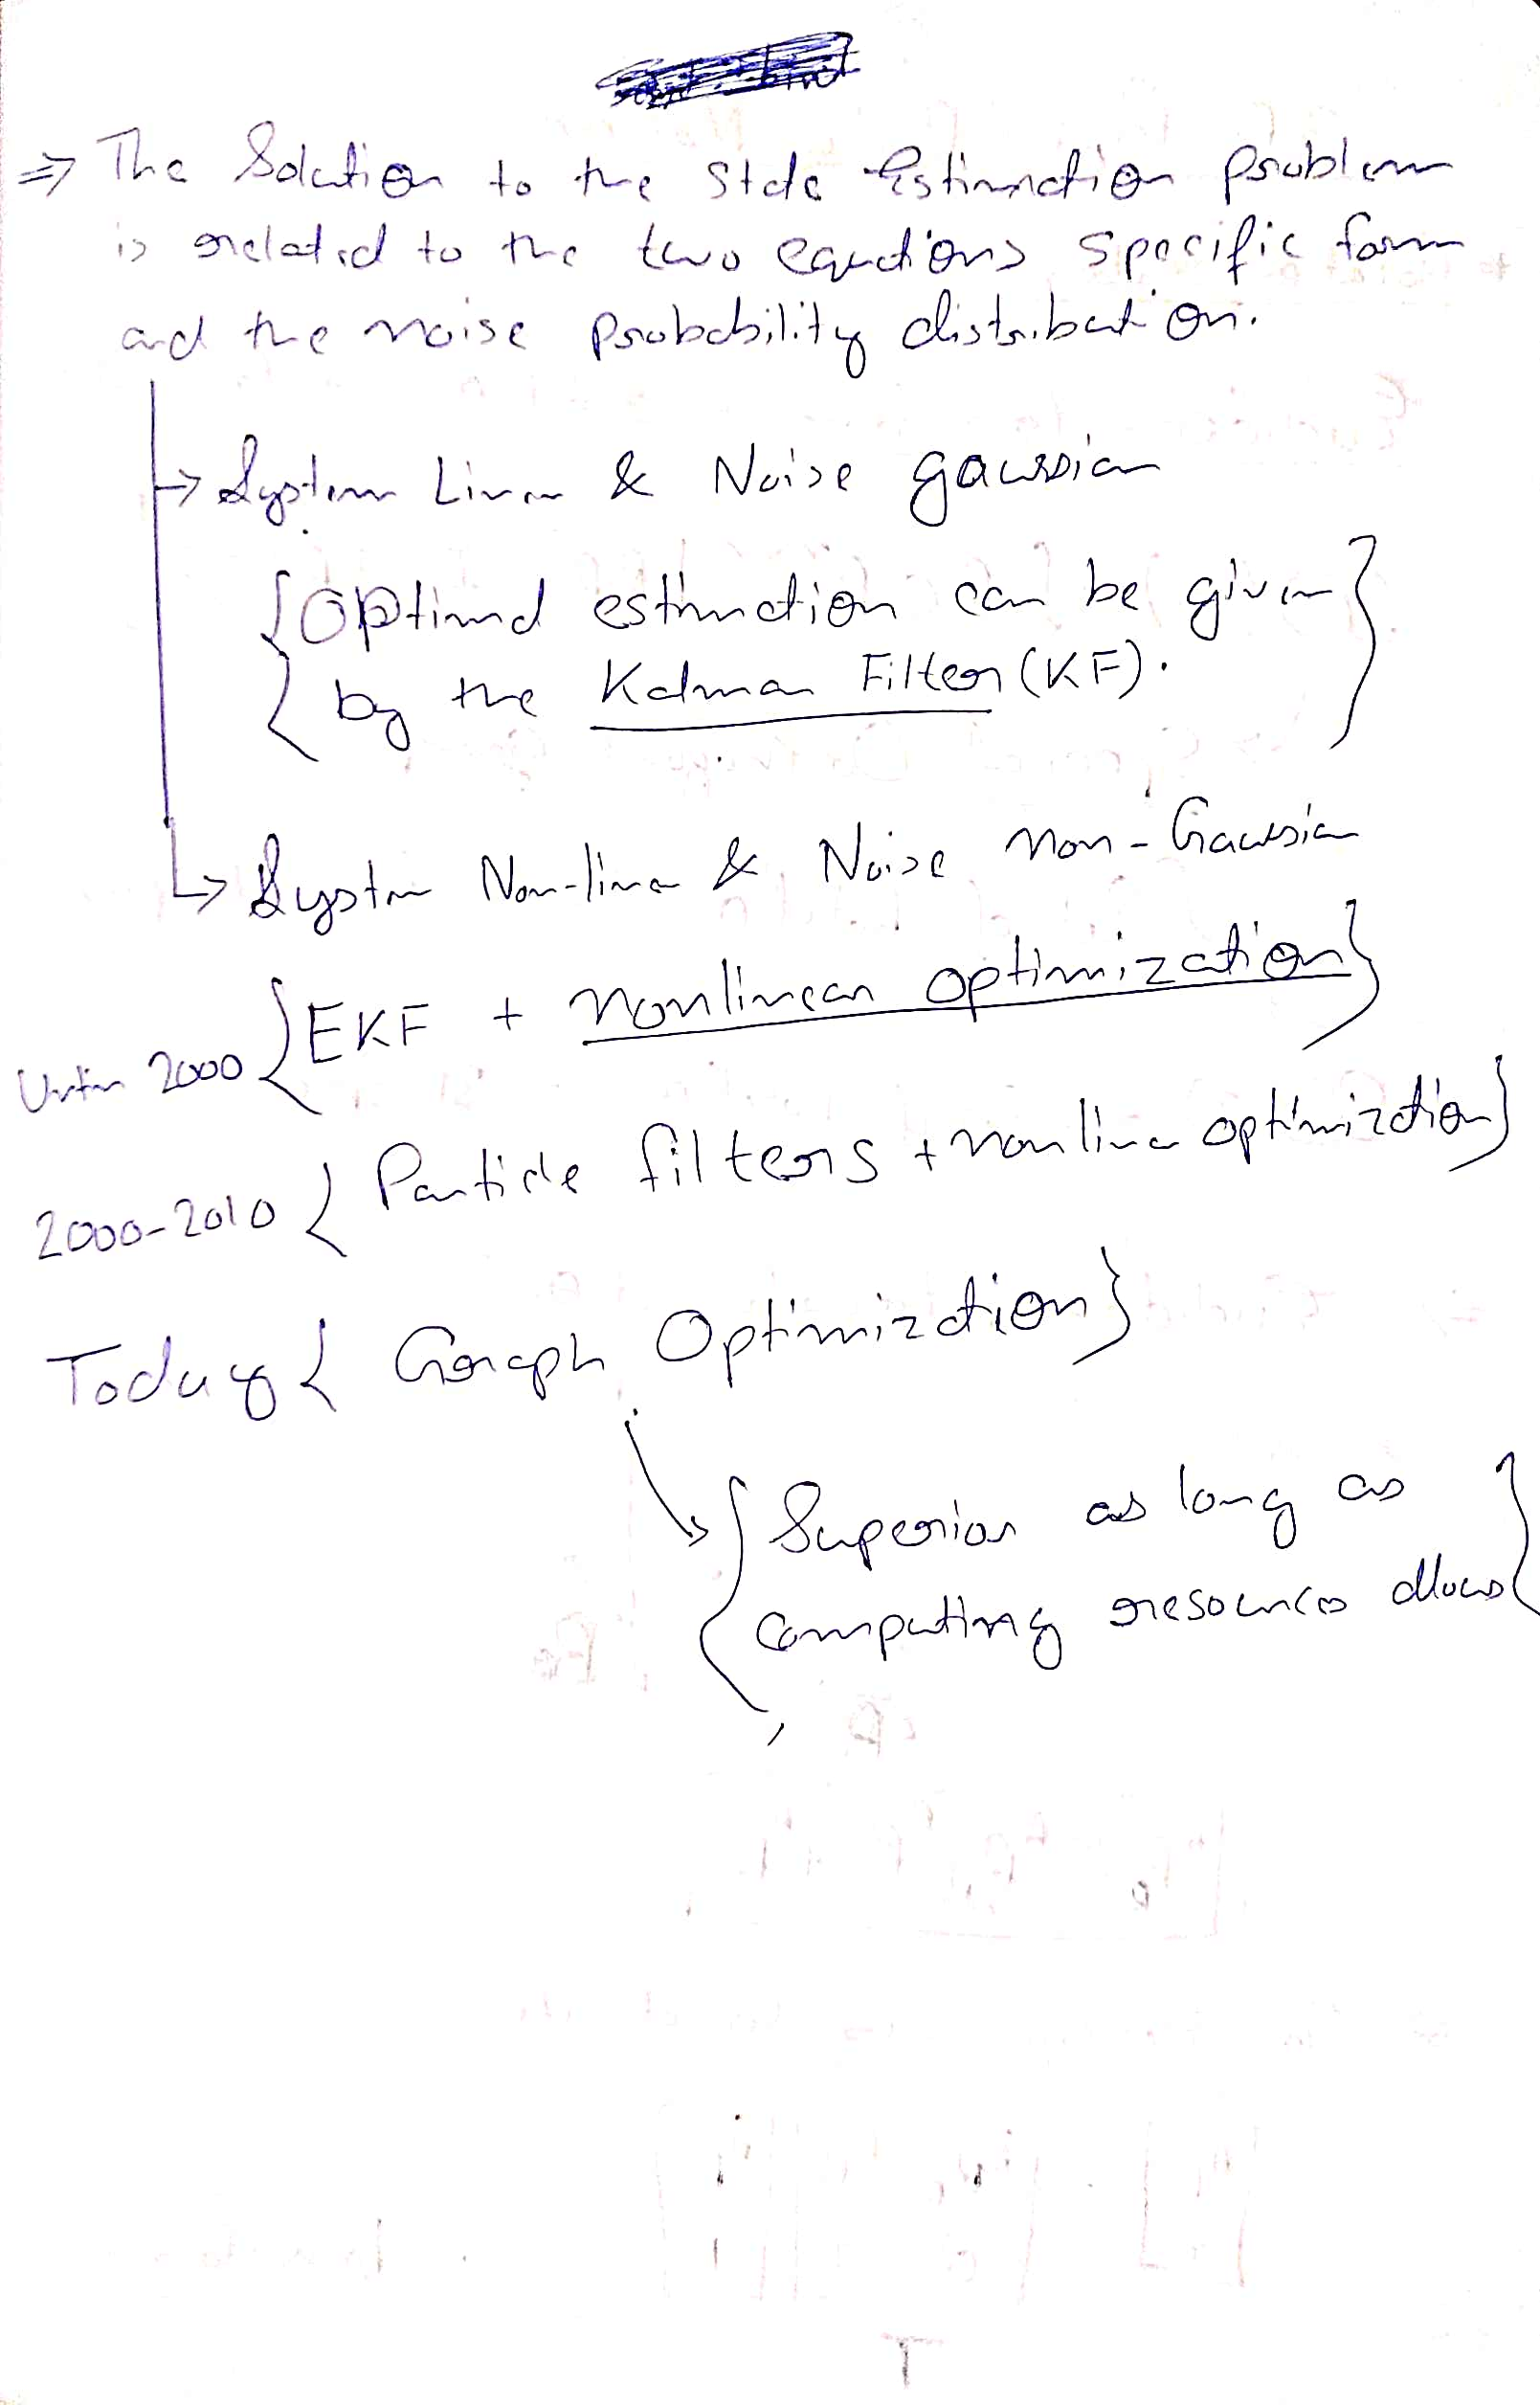 ⇒ The Solution to the State Estimation problem
is related to the two equations specific form
and the noise probability distribution.
→ System Linear & Noise gaussian
{Optimal estimation can be given}
by the Kalman Filter (KF).
↳ System Non-linear & Noise non-Gaussian
{EKF + nonlinear optimization}
Until 2000
2000-2010 { Particle filters + nonlinear optimization}
Today { Graph Optimization}
{Superior as long as
computing resources allows}